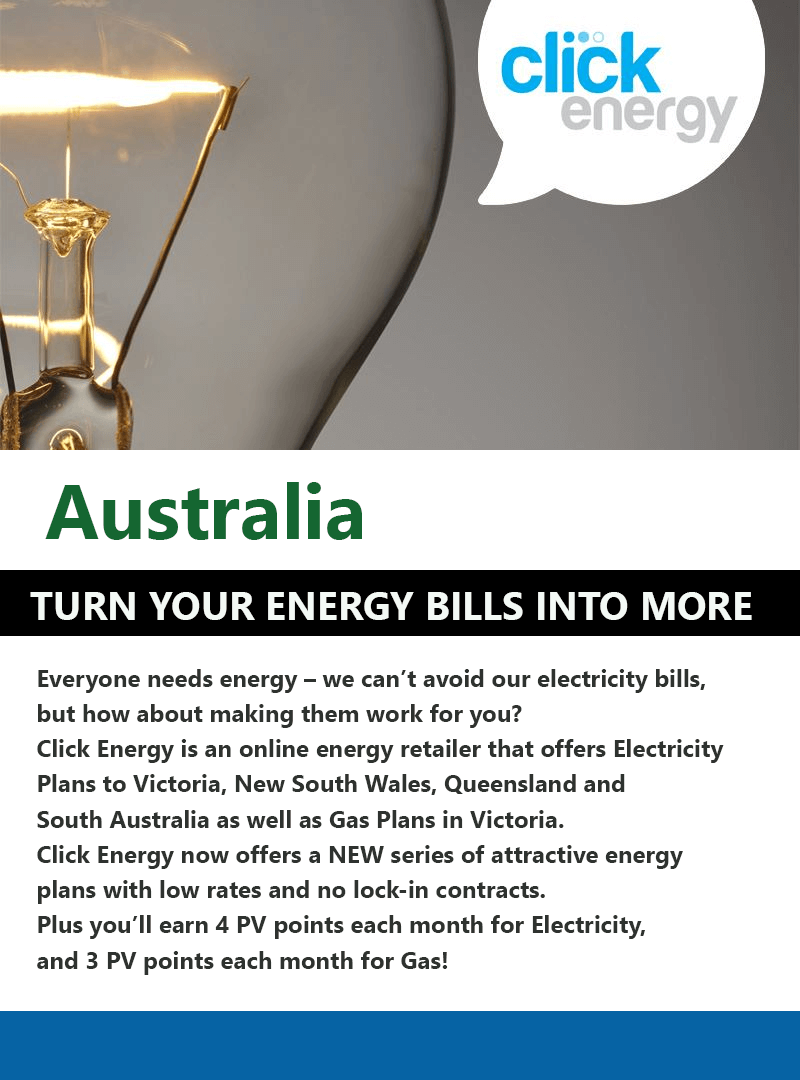 click
energy
Australia
TURN YOUR ENERGY BILLS INTO MORE
Everyone needs energy – we can’t avoid our electricity bills,
but how about making them work for you?
Click Energy is an online energy retailer that offers Electricity
Plans to Victoria, New South Wales, Queensland and
South Australia as well as Gas Plans in Victoria.
Click Energy now offers a NEW series of attractive energy
plans with low rates and no lock-in contracts.
Plus you’ll earn 4 PV points each month for Electricity,
and 3 PV points each month for Gas!